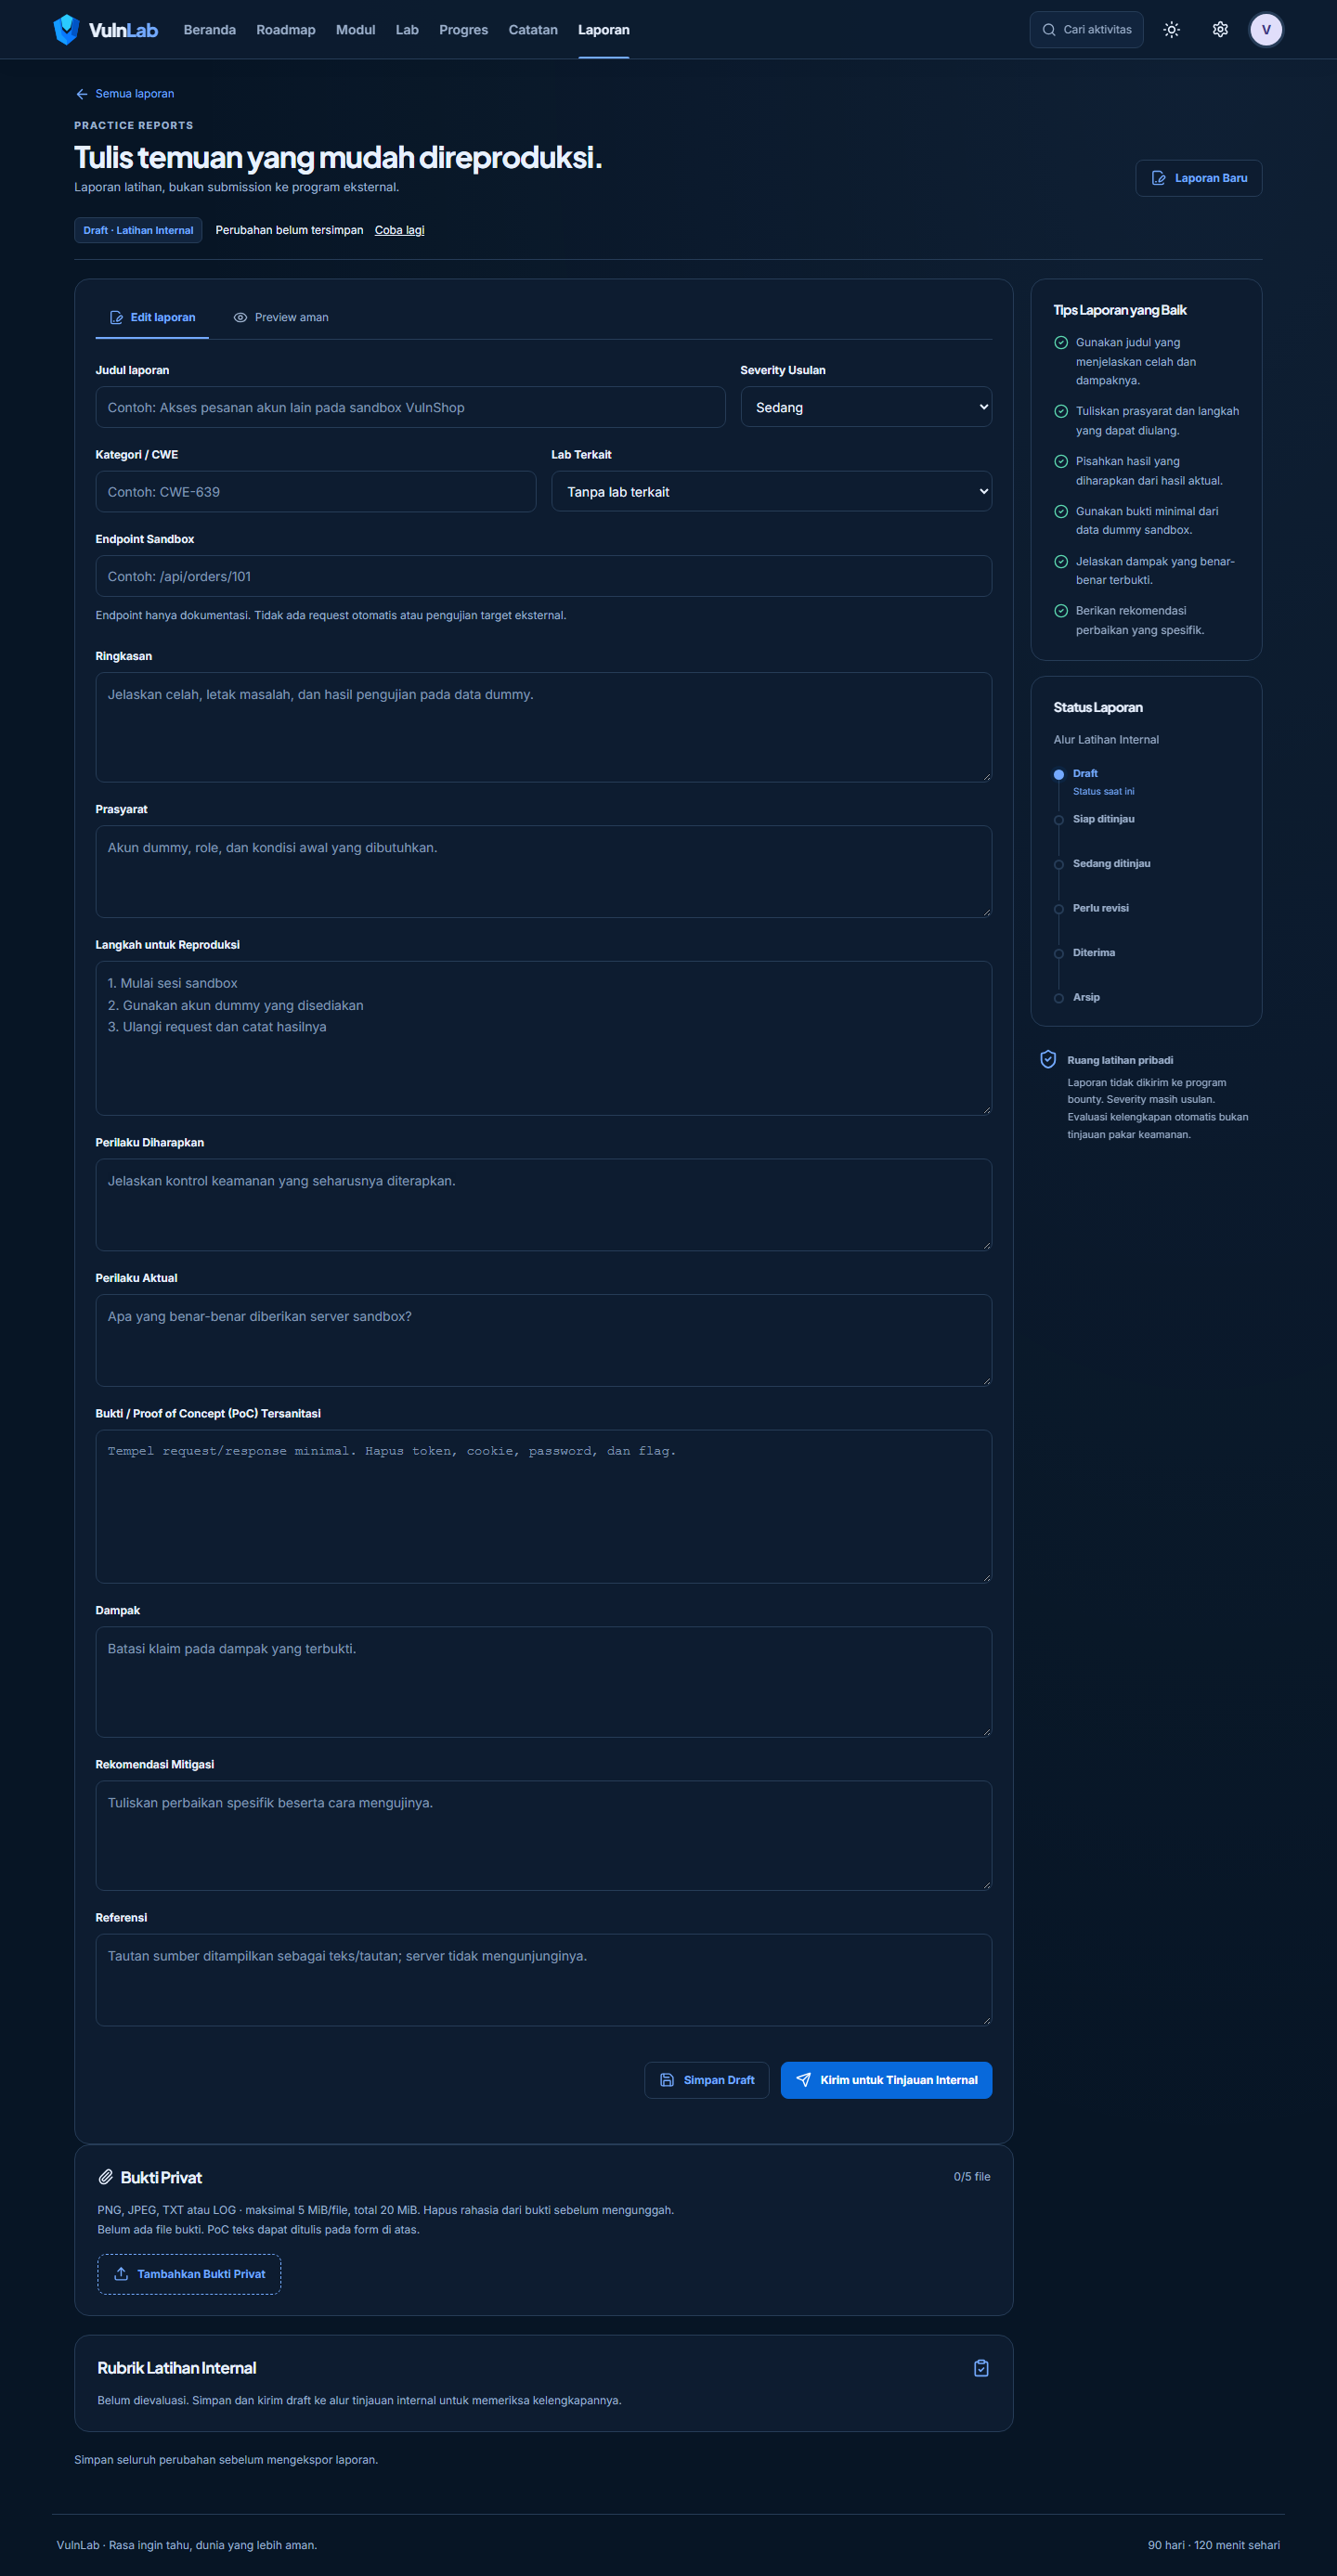 VulnLab
Beranda
Roadmap
Modul
Lab
Progres
Catatan
Laporan
Cari aktivitas
V
Semua laporan
PRACTICE REPORTS
Tulis temuan yang mudah direproduksi.
Laporan latihan, bukan submission ke program eksternal.
Laporan Baru
Draft · Latihan Internal
Perubahan belum tersimpan
Coba lagi
Edit laporan
Preview aman
Judul laporan
Contoh: Akses pesanan akun lain pada sandbox VulnShop
Severity Usulan
Sedang
Kategori / CWE
Contoh: CWE-639
Lab Terkait
Tanpa lab terkait
Endpoint Sandbox
Contoh: /api/orders/101
Endpoint hanya dokumentasi. Tidak ada request otomatis atau pengujian target eksternal.
Ringkasan
Jelaskan celah, letak masalah, dan hasil pengujian pada data dummy.
Prasyarat
Akun dummy, role, dan kondisi awal yang dibutuhkan.
Langkah untuk Reproduksi
1. Mulai sesi sandbox
2. Gunakan akun dummy yang disediakan
3. Ulangi request dan catat hasilnya
Perilaku Diharapkan
Jelaskan kontrol keamanan yang seharusnya diterapkan.
Perilaku Aktual
Apa yang benar-benar diberikan server sandbox?
Bukti / Proof of Concept (PoC) Tersanitasi
Tempel request/response minimal. Hapus token, cookie, password, dan flag.
Dampak
Batasi klaim pada dampak yang terbukti.
Rekomendasi Mitigasi
Tuliskan perbaikan spesifik beserta cara mengujinya.
Referensi
Tautan sumber ditampilkan sebagai teks/tautan; server tidak mengunjunginya.
Simpan Draft
Kirim untuk Tinjauan Internal
Bukti Privat
0/5 file
PNG, JPEG, TXT atau LOG · maksimal 5 MiB/file, total 20 MiB. Hapus rahasia dari bukti sebelum mengunggah.
Belum ada file bukti. PoC teks dapat ditulis pada form di atas.
Tambahkan Bukti Privat
Rubrik Latihan Internal
Belum dievaluasi. Simpan dan kirim draft ke alur tinjauan internal untuk memeriksa kelengkapannya.
Simpan seluruh perubahan sebelum mengekspor laporan.
Tips Laporan yang Baik
Gunakan judul yang
menjelaskan celah dan
dampaknya.
Tuliskan prasyarat dan langkah
yang dapat diulang.
Pisahkan hasil yang
diharapkan dari hasil aktual.
Gunakan bukti minimal dari
data dummy sandbox.
Jelaskan dampak yang benar-
benar terbukti.
Berikan rekomendasi
perbaikan yang spesifik.
Status Laporan
Alur Latihan Internal
Draft
Status saat ini
Siap ditinjau
Sedang ditinjau
Perlu revisi
Diterima
Arsip
Ruang latihan pribadi
Laporan tidak dikirim ke program
bounty. Severity masih usulan.
Evaluasi kelengkapan otomatis bukan
tinjauan pakar keamanan.
VulnLab · Rasa ingin tahu, dunia yang lebih aman.
90 hari · 120 menit sehari